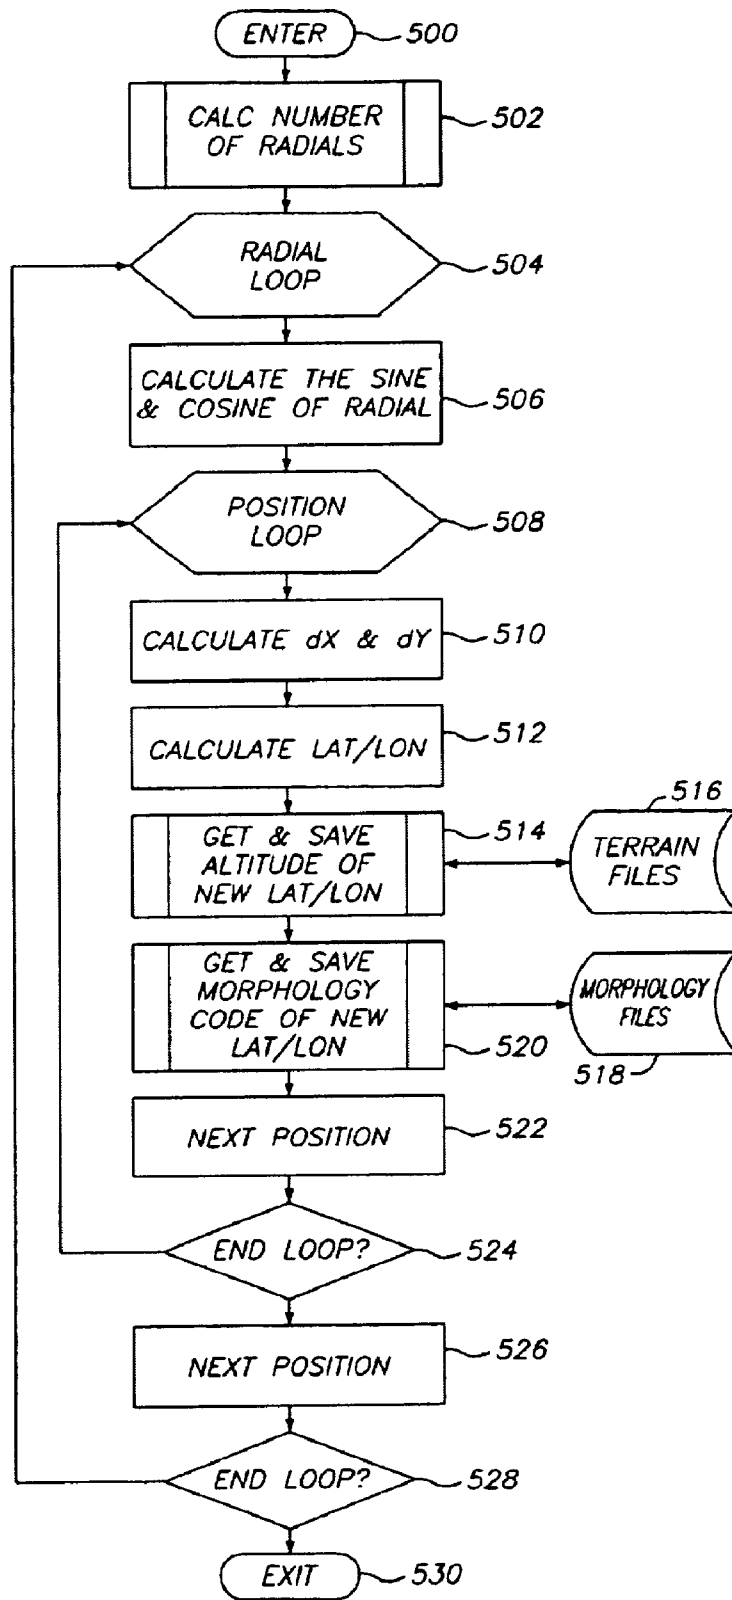 ENTER
500
CALC NUMBER
OF RADIALS
502
RADIAL
LOOP
504
CALCULATE THE SINE
& COSINE OF RADIAL
506
POSITION
LOOP
508
CALCULATE dX & dY
510
CALCULATE LAT/LON
512
GET & SAVE
ALTITUDE OF
NEW LAT/LON
514
516
TERRAIN
FILES
GET & SAVE
MORPHOLOGY
CODE OF NEW
LAT/LON
520
MORPHOLOGY
FILES
518
NEXT POSITION
522
END LOOP?
524
NEXT POSITION
526
END LOOP?
528
EXIT
530